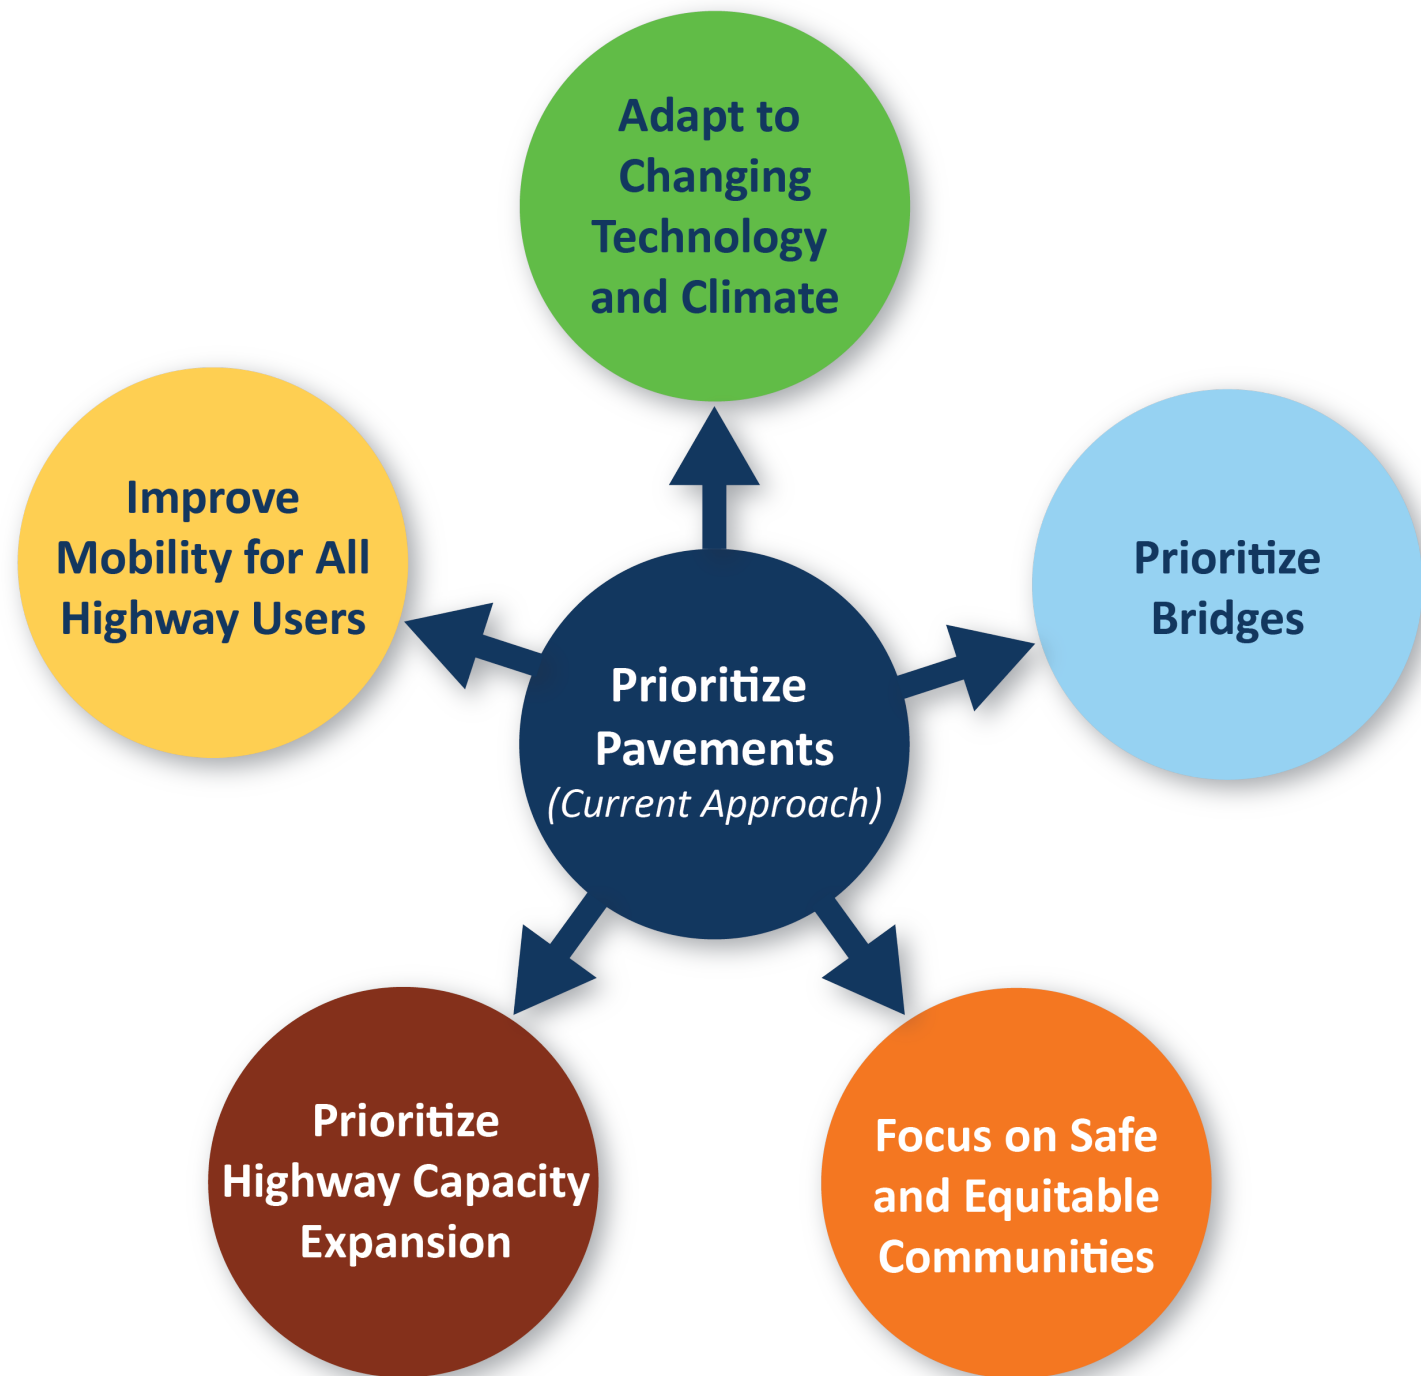 Adapt to
Changing
Technology
and Climate
Improve
Mobility for All
Highway Users
Prioritize
Bridges
Prioritize
Pavements
(Current Approach)
Prioritize
Highway Capacity
Expansion
Focus on Safe
and Equitable
Communities